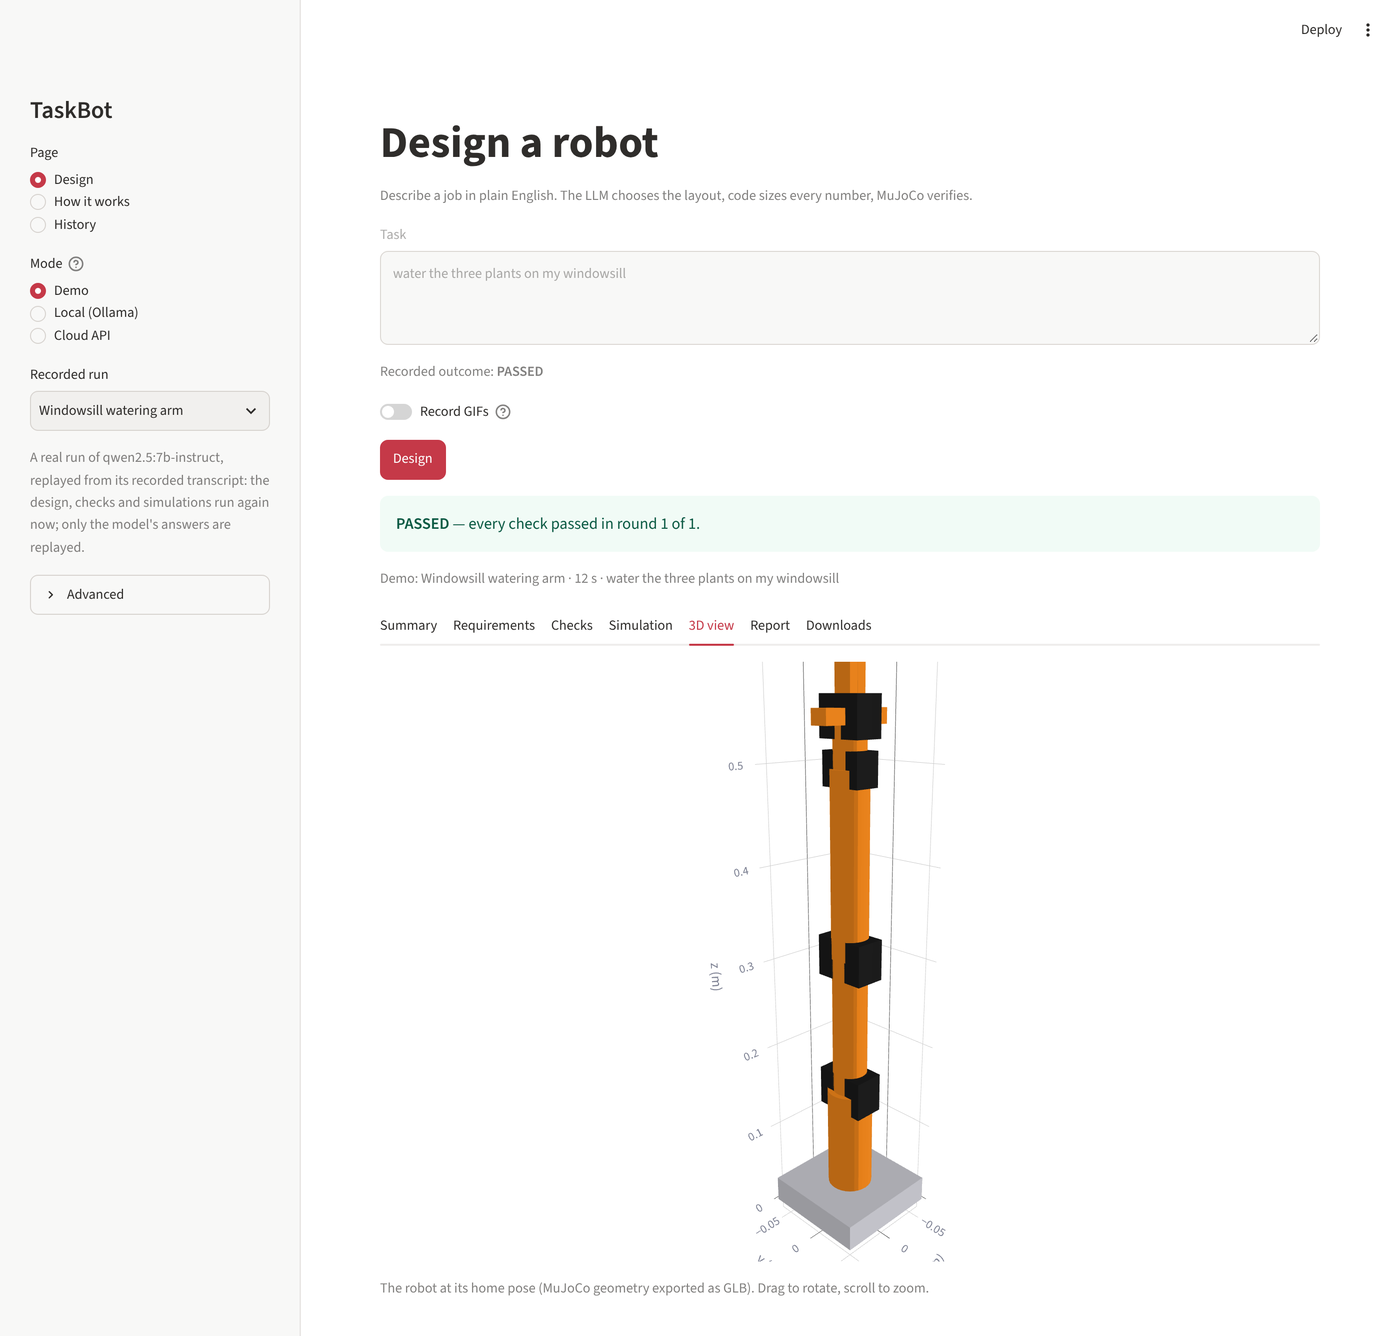 Deploy
TaskBot
Page
Design
How it works
History
Mode
Demo
Local (Ollama)
Cloud API
Recorded run
Windowsill watering arm
A real run of qwen2.5:7b-instruct,
replayed from its recorded transcript: the
design, checks and simulations run again
now; only the model's answers are
replayed.
Advanced
Design a robot
Describe a job in plain English. The LLM chooses the layout, code sizes every number, MuJoCo verifies.
Task
water the three plants on my windowsill
Recorded outcome: PASSED
Record GIFs
Design
PASSED — every check passed in round 1 of 1.
Demo: Windowsill watering arm · 12 s · water the three plants on my windowsill
Summary Requirements Checks Simulation 3D view Report Downloads
0.5
0.4
0.3
z (m)
0.2
0.1
0
−0.05
0
0
−0.05
The robot at its home pose (MuJoCo geometry exported as GLB). Drag to rotate, scroll to zoom.